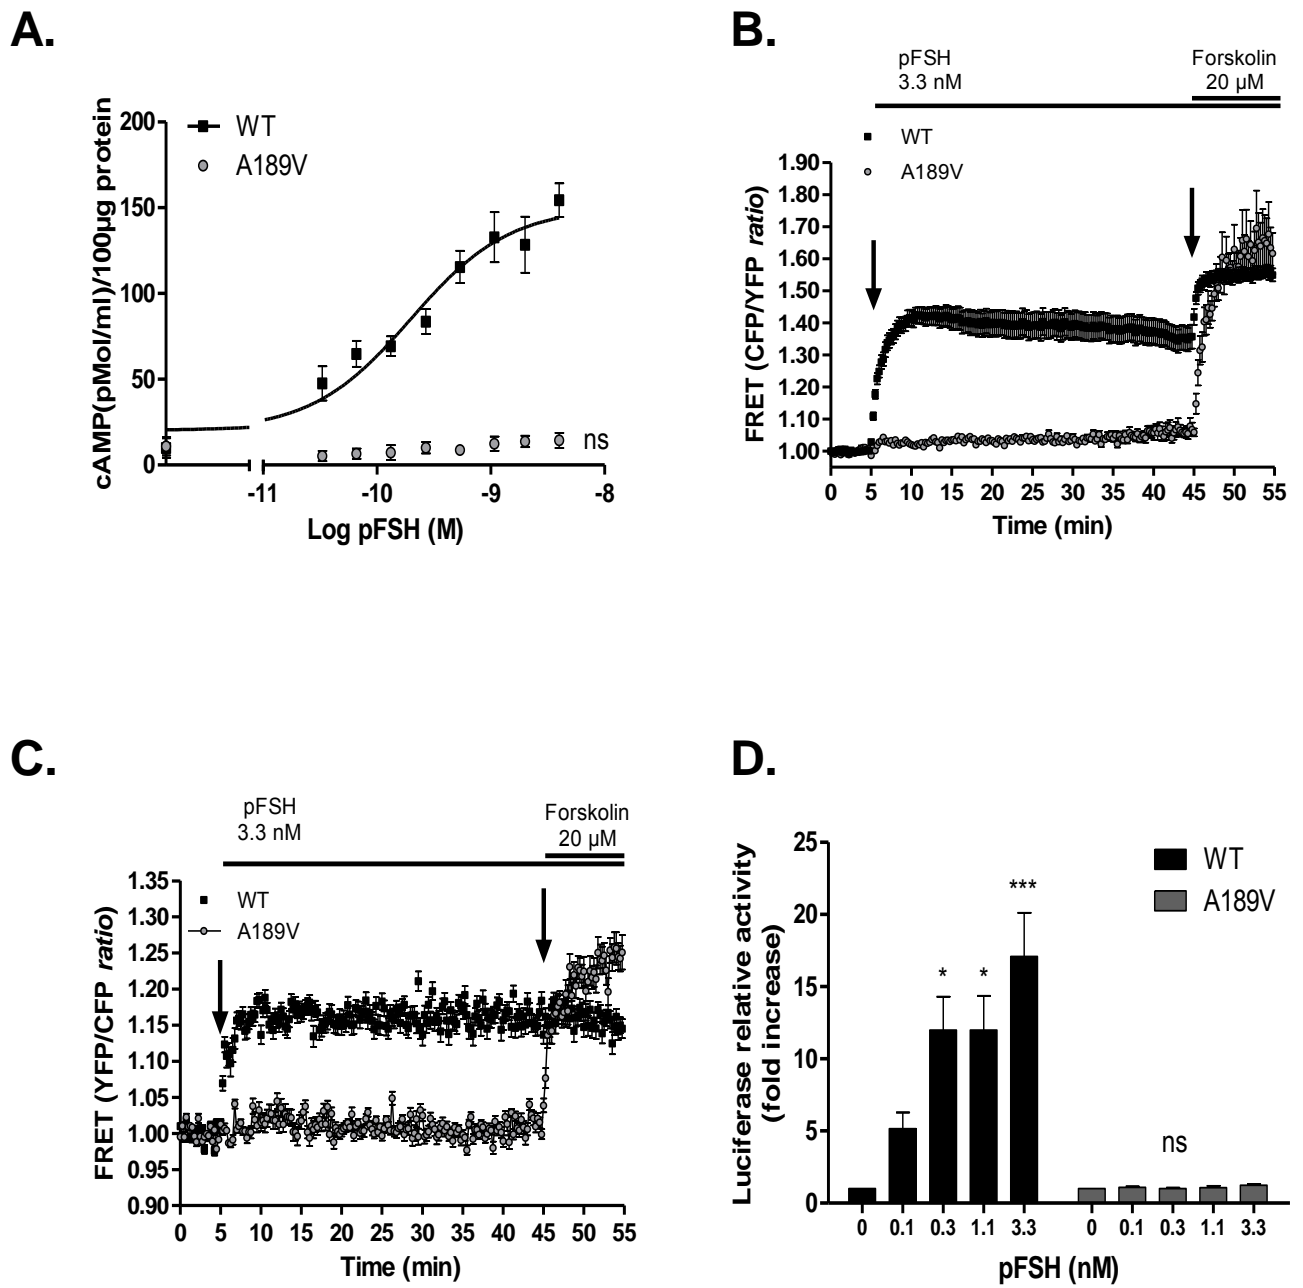 A.
200
150
100
50
0
-11
-10
-9
-8
cAMP(pMol/ml)/100µg protein
Log pFSH (M)
WT
A189V
ns
B.
pFSH
3.3 nM
Forskolin
20 µM
WT
A189V
1.90
1.80
1.70
1.60
1.50
1.40
1.30
1.20
1.10
1.00
FRET (CFP/YFP ratio)
0 5 10 15 20 25 30 35 40 45 50 55
Time (min)
C.
pFSH
3.3 nM
Forskolin
20 µM
WT
A189V
1.35
1.30
1.25
1.20
1.15
1.10
1.05
1.00
0.95
0.90
FRET (YFP/CFP ratio)
0 5 10 15 20 25 30 35 40 45 50 55
Time (min)
D.
WT
A189V
25
20
15
10
5
0
Luciferase relative activity
(fold increase)
*
*
***
ns
0 0.1 0.3 1.1 3.3 0 0.1 0.3 1.1 3.3
pFSH (nM)